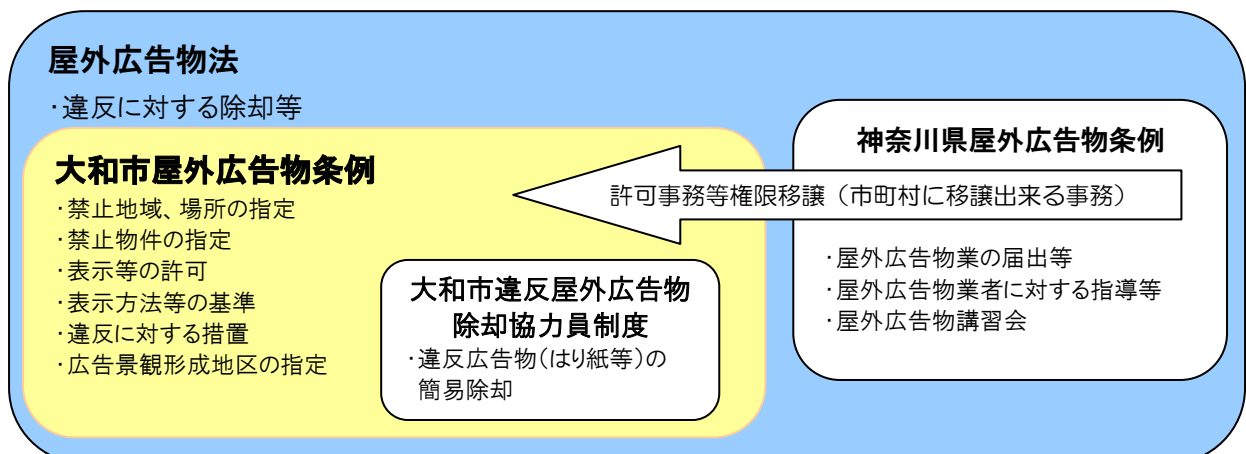 屋外広告物法
・違反に対する除却等
大和市屋外広告物条例
・禁止地域、場所の指定
・禁止物件の指定
・表示等の許可
・表示方法等の基準
・違反に対する措置
・広告景観形成地区の指定
大和市違反屋外広告物
除却協力員制度
・違反広告物(はり紙等)の
簡易除却
神奈川県屋外広告物条例
許可事務等権限移譲（市町村に移譲出来る事務）
・屋外広告物業の届出等
・屋外広告物業者に対する指導等
・屋外広告物講習会